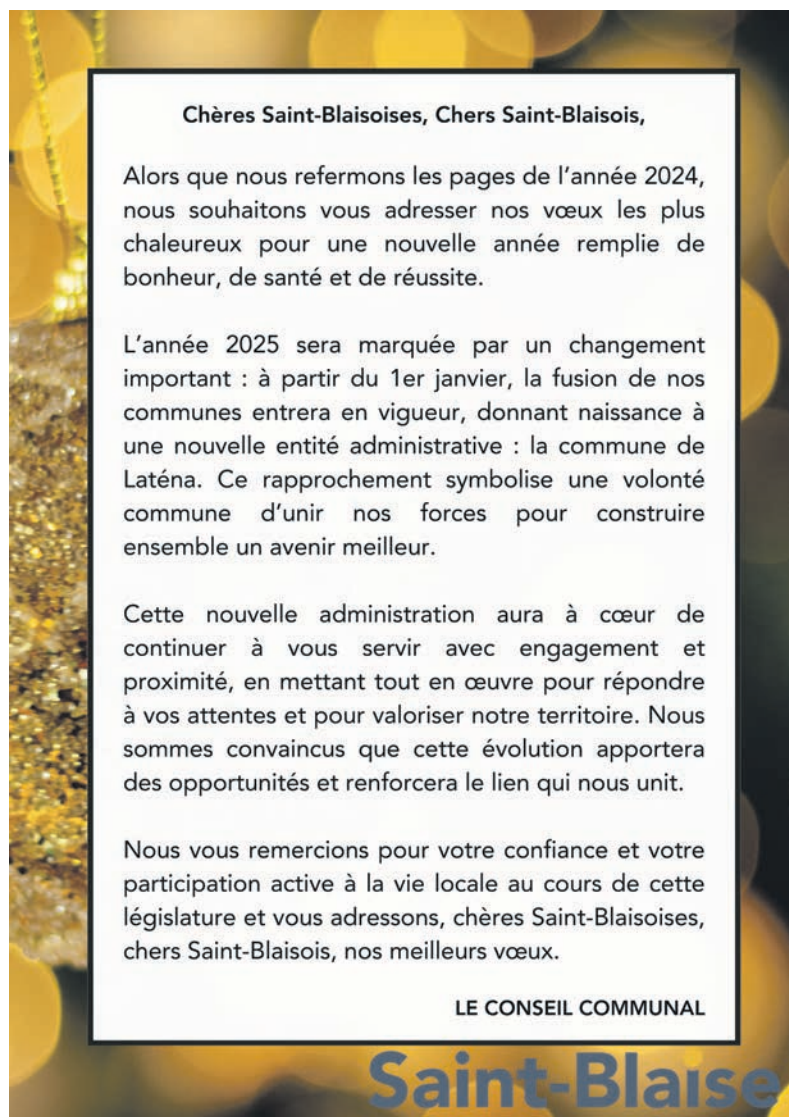 Chères Saint-Blaisoises, Chers Saint-Blaisois,
Alors que nous refermons les pages de l'année 2024,
nous souhaitons vous adresser nos vœux les plus
chaleureux pour une nouvelle année remplie de
bonheur, de santé et de réussite.
L'année 2025 sera marquée par un changement
important : à partir du 1er janvier, la fusion de nos
communes entrera en vigueur, donnant naissance à
une nouvelle entité administrative : la commune de
Laténa. Ce rapprochement symbolise une volonté
commune d'unir nos forces pour construire
ensemble un avenir meilleur.
Cette nouvelle administration aura à cœur de
continuer à vous servir avec engagement et
proximité, en mettant tout en œuvre pour répondre
à vos attentes et pour valoriser notre territoire. Nous
sommes convaincus que cette évolution apportera
des opportunités et renforcera le lien qui nous unit.
Nous vous remercions pour votre confiance et votre
participation active à la vie locale au cours de cette
législature et vous adressons, chères Saint-Blaisoises,
chers Saint-Blaisois, nos meilleurs vœux.
LE CONSEIL COMMUNAL
Saint-Blaise